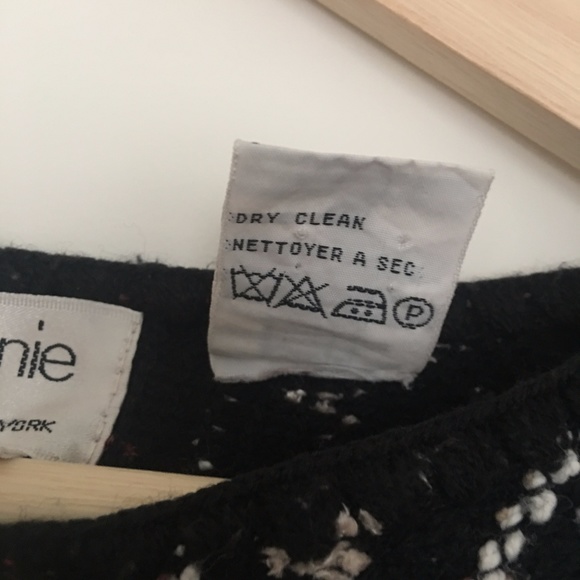 DRY CLEAN
NETTOYER A SEC
P
nie
YORK